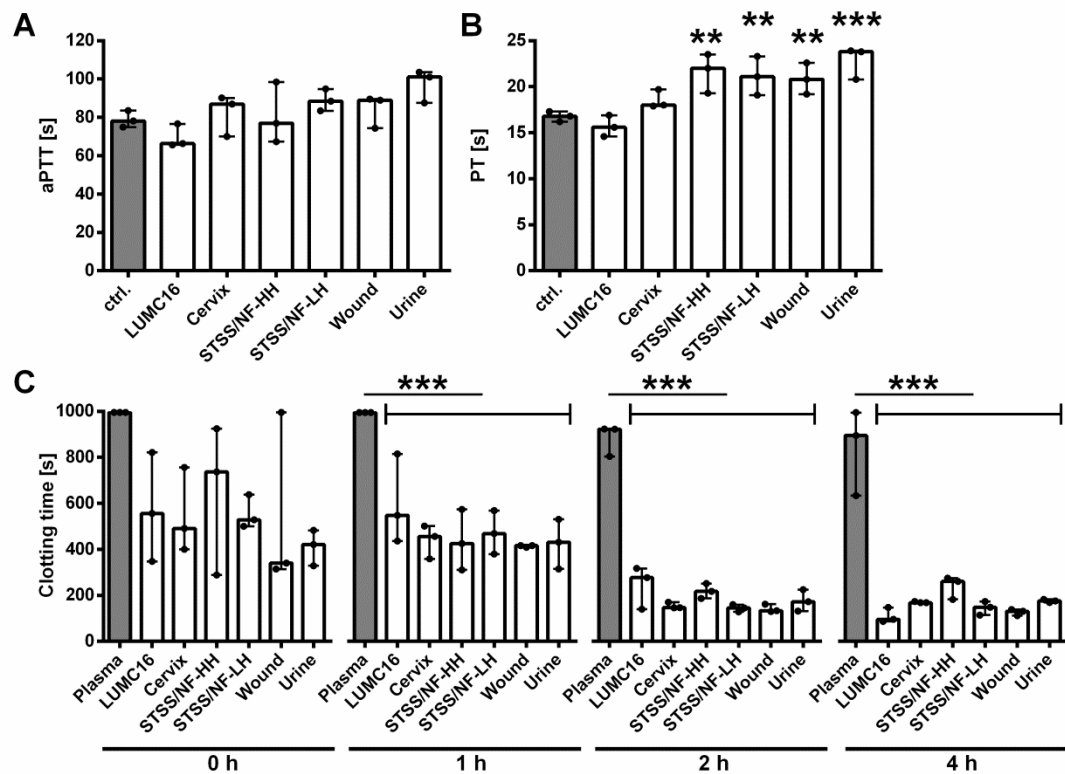 A
aPTT [s]
120
100
80
60
40
20
0
ctrl.
LUMC16
Cervix
STSS/NF-HH
STSS/NF-LH
Wound
Urine
B
PT [s]
25
20
15
10
5
0
** ** ** ***
ctrl.
LUMC16
Cervix
STSS/NF-HH
STSS/NF-LH
Wound
Urine
C
Clotting time [s]
1000
800
600
400
200
0
*** *** ***
Plasma
LUMC16
Cervix
STSS/NF-HH
STSS/NF-LH
Wound
Urine
0 h
Plasma
LUMC16
Cervix
STSS/NF-HH
STSS/NF-LH
Wound
Urine
1 h
Plasma
LUMC16
Cervix
STSS/NF-HH
STSS/NF-LH
Wound
Urine
2 h
Plasma
LUMC16
Cervix
STSS/NF-HH
STSS/NF-LH
Wound
Urine
4 h